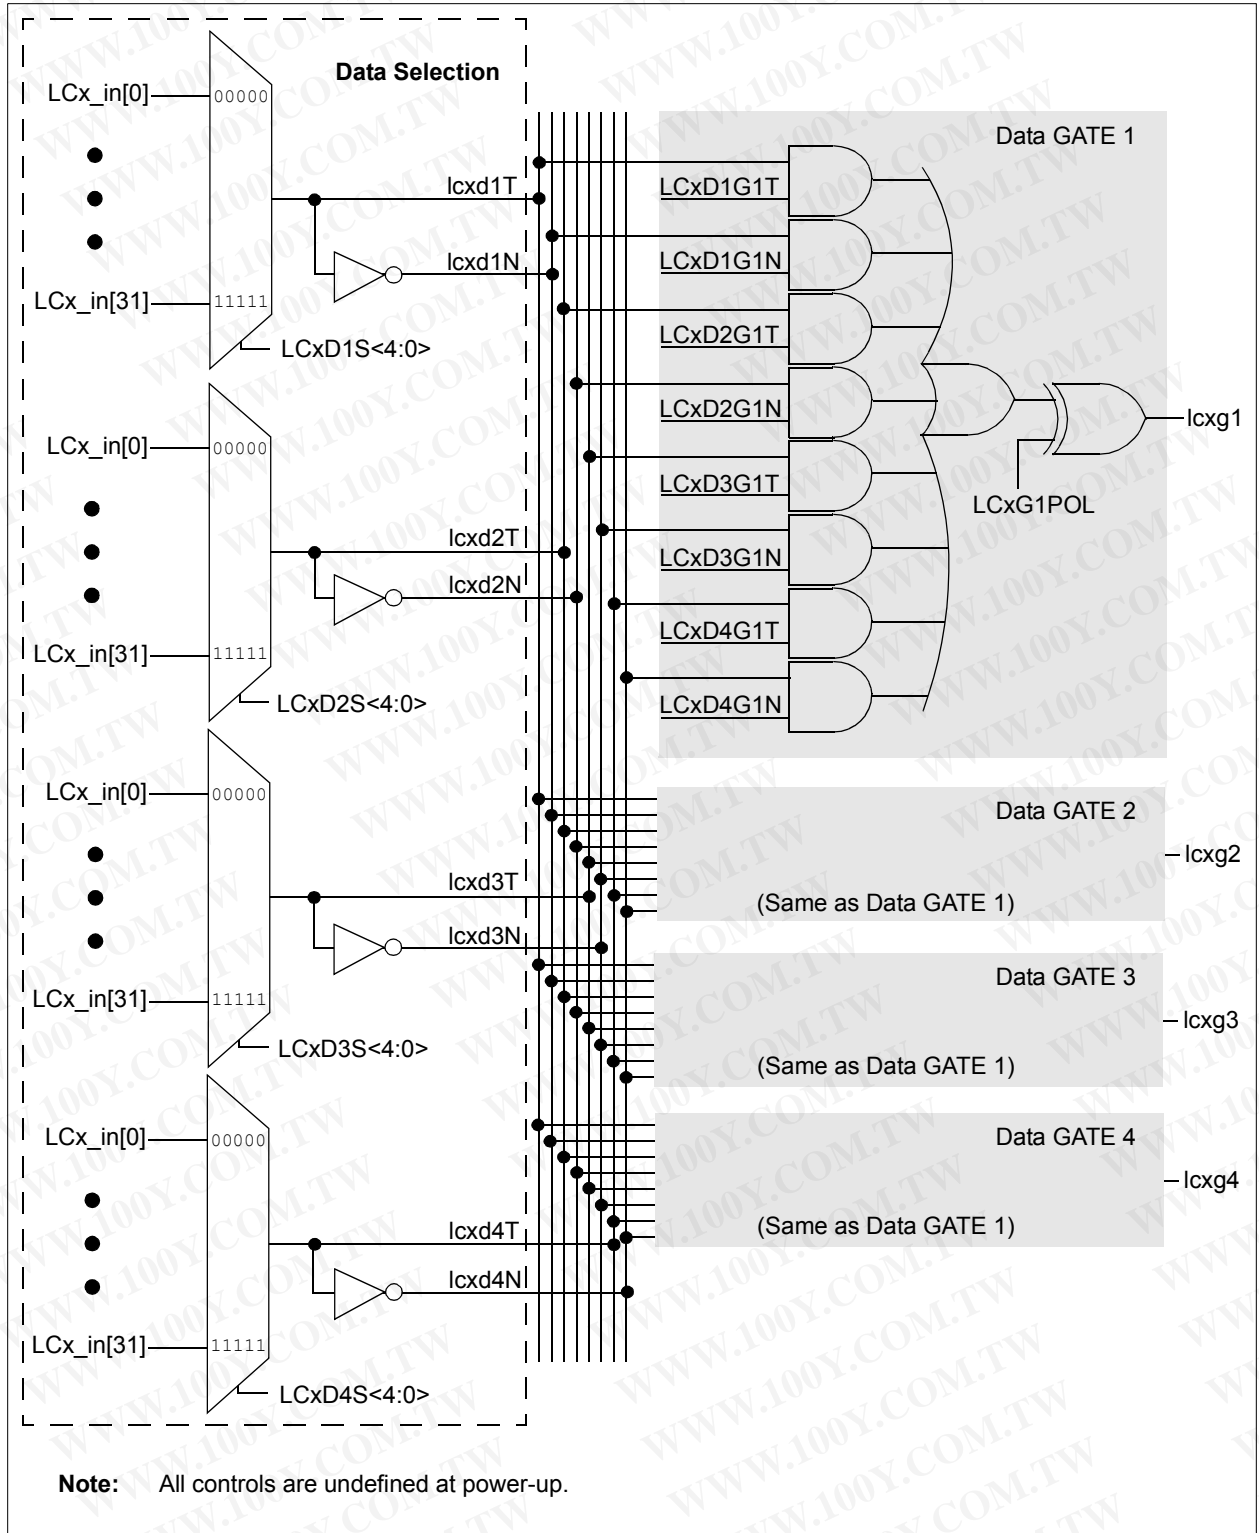 Data Selection
LCx_in[0]
00000
LCx_in[31]
11111
LCxD1S<4:0>
lcxd1T
lcxd1N
LCx_in[0]
00000
LCx_in[31]
11111
LCxD2S<4:0>
lcxd2T
lcxd2N
LCx_in[0]
00000
LCx_in[31]
11111
LCxD3S<4:0>
lcxd3T
lcxd3N
LCx_in[0]
00000
LCx_in[31]
11111
LCxD4S<4:0>
lcxd4T
lcxd4N
Data GATE 1
LCxD1G1T
LCxD1G1N
LCxD2G1T
LCxD2G1N
LCxD3G1T
LCxD3G1N
LCxD4G1T
LCxD4G1N
LCxG1POL
lcxg1
Data GATE 2
(Same as Data GATE 1)
lcxg2
Data GATE 3
(Same as Data GATE 1)
lcxg3
Data GATE 4
(Same as Data GATE 1)
lcxg4
Note: All controls are undefined at power-up.
WWW.100Y.COM.TW